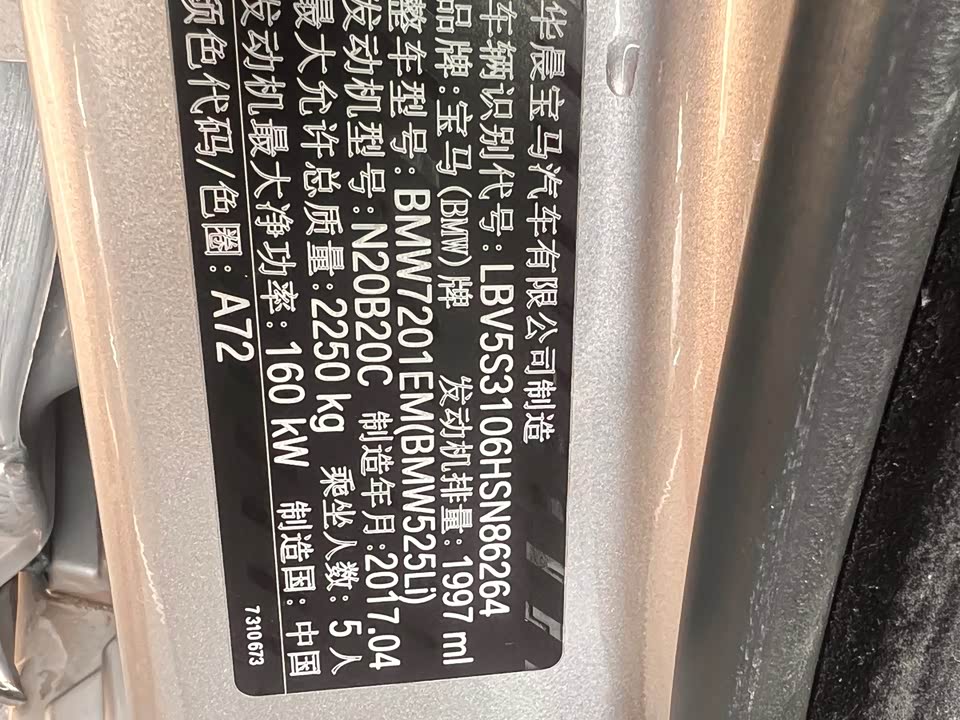 华晨宝马汽车有限公司制造
车辆识别代号:LBV5S3106HSN86264
品牌:宝马(BMW)牌 发动机排量:1997 ml
整车型号:BMW7201EM(BMW525Li)
发动机型号:N20B20C 制造年月:2017.04
最大允许总质量:2250 kg 乘坐人数: 5人
发动机最大净功率:160 kW 制造国:中国
颜色代码/色圈:A72
7310673